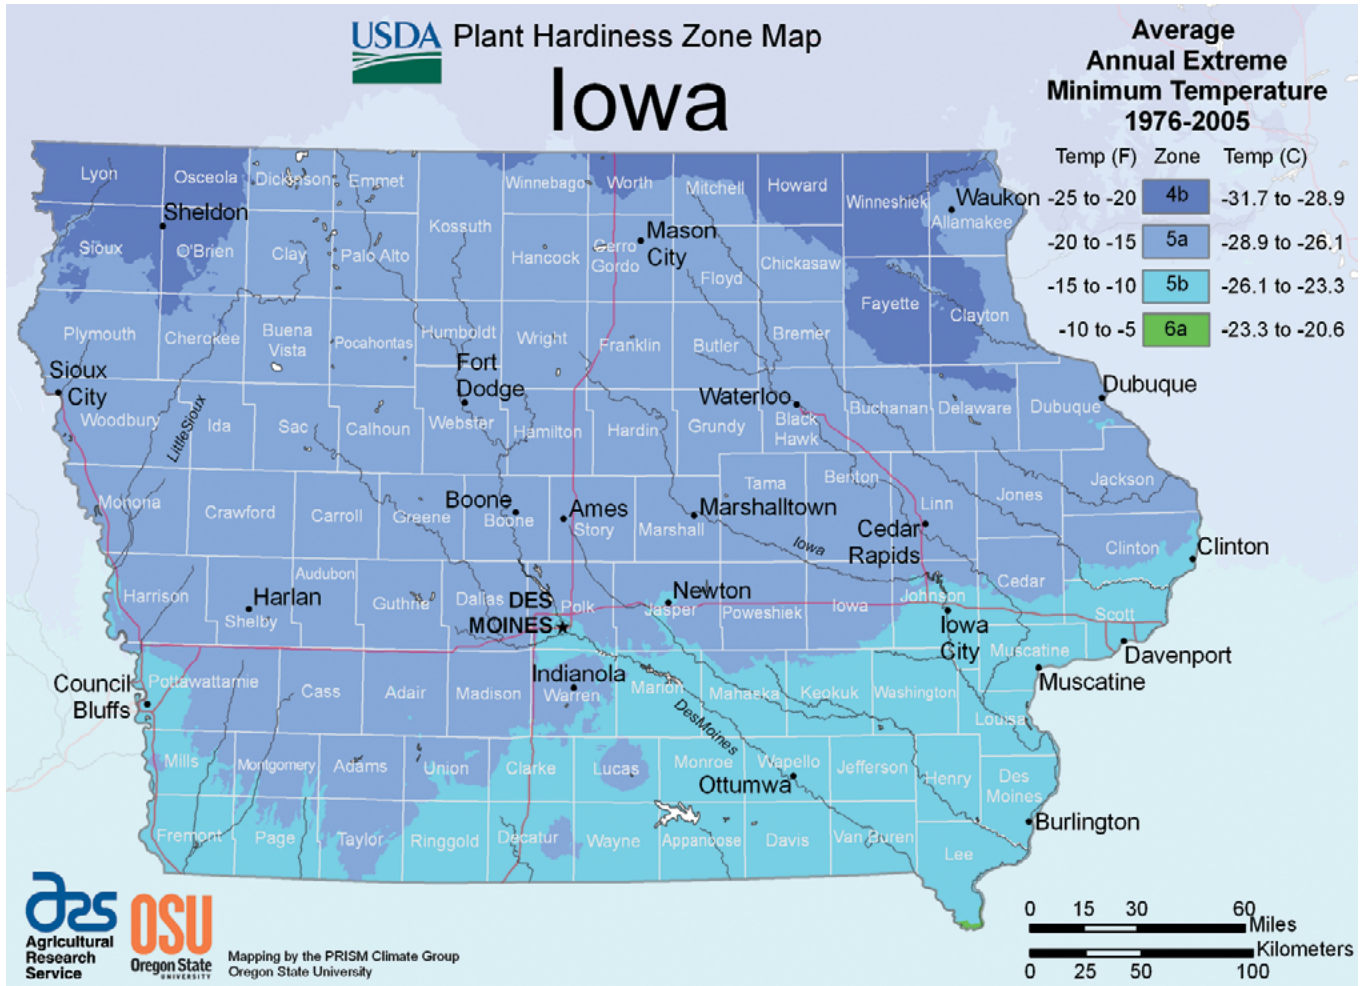 USDA Plant Hardiness Zone Map
Iowa
Average
Annual Extreme
Minimum Temperature
1976-2005
Temp (F) Zone Temp (C)
-25 to -20 4b -31.7 to -28.9
-20 to -15 5a -28.9 to -26.1
-15 to -10 5b -26.1 to -23.3
-10 to -5 6a -23.3 to -20.6
Lyon
Osceola
Dickinson
Emmet
Winnebago
Worth
Mitchell
Howard
Winneshiek
Waukon
Allamakee
Sheldon
Kossuth
Mason
City
Sioux
O'Brien
Clay
Palo Alto
Hancock
Cerro
Gordo
Floyd
Chickasaw
Fayette
Clayton
Plymouth
Cherokee
Buena
Vista
Pocahontas
Humboldt
Wright
Franklin
Butler
Bremer
Sioux
City
Fort
Dodge
Waterloo
Dubuque
Woodbury
LittleSioux
Ida
Sac
Calhoun
Webster
Hamilton
Hardin
Grundy
Black
Hawk
Buchanan
Delaware
Dubuque
Monona
Crawford
Carroll
Greene
Boone
Boone
Ames
Story
Marshall
Marshalltown
Tama
Benton
Linn
Jones
Jackson
Cedar
Rapids
Iowa
Clinton
Clinton
Harrison
Harlan
Shelby
Audubon
Guthrie
Dallas
DES
MOINES
Polk
Newton
Jasper
Poweshiek
Iowa
Johnson
Iowa
City
Cedar
Scott
Davenport
Muscatine
Muscatine
Council
Bluffs
Pottawattamie
Cass
Adair
Madison
Indianola
Warren
Marion
Mahaska
Keokuk
Washington
Louisa
DesMoines
Mills
Montgomery
Adams
Union
Clarke
Lucas
Monroe
Wapello
Ottumwa
Jefferson
Henry
Des
Moines
Burlington
Fremont
Page
Taylor
Ringgold
Decatur
Wayne
Appanoose
Davis
Van Buren
Lee
ars
Agricultural
Research
Service
OSU
Oregon State
UNIVERSITY
Mapping by the PRISM Climate Group
Oregon State University
0 15 30 60
Miles
Kilometers
0 25 50 100